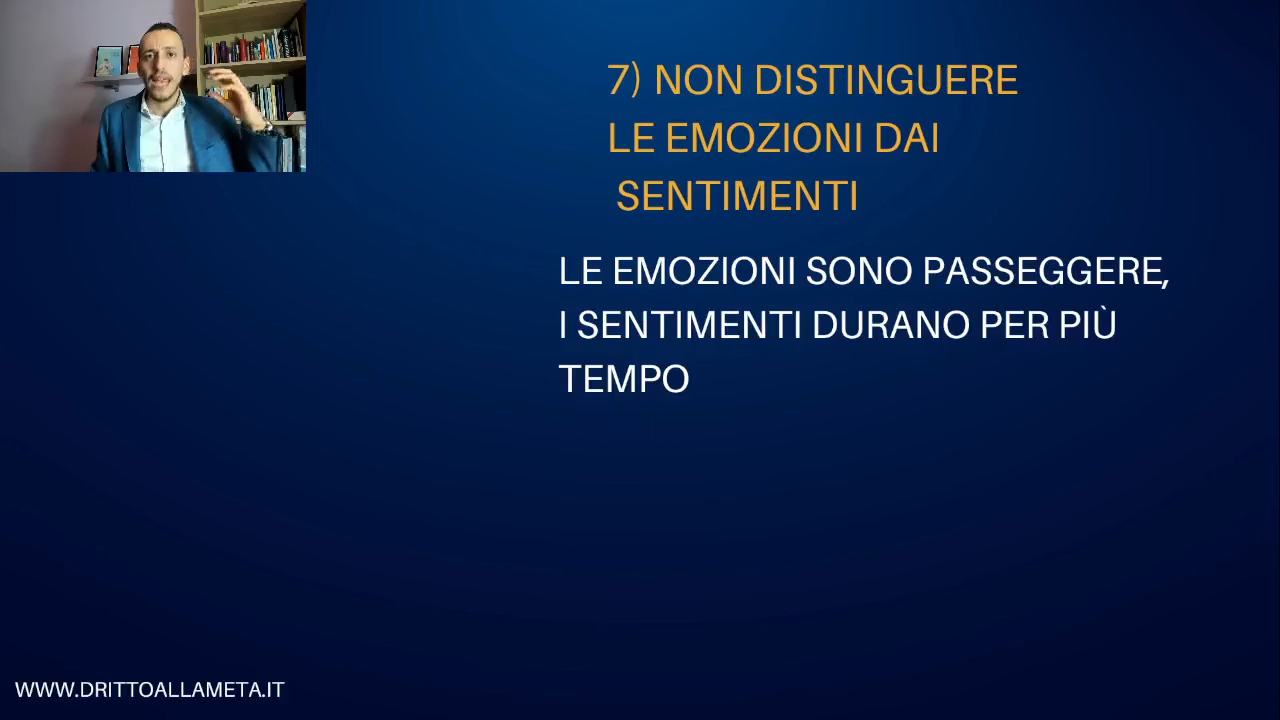 7) NON DISTINGUERE
LE EMOZIONI DAI
SENTIMENTI
LE EMOZIONI SONO PASSEGGERE,
I SENTIMENTI DURANO PER PIÙ
TEMPO
WWW.DRITTOALLAMETA.IT